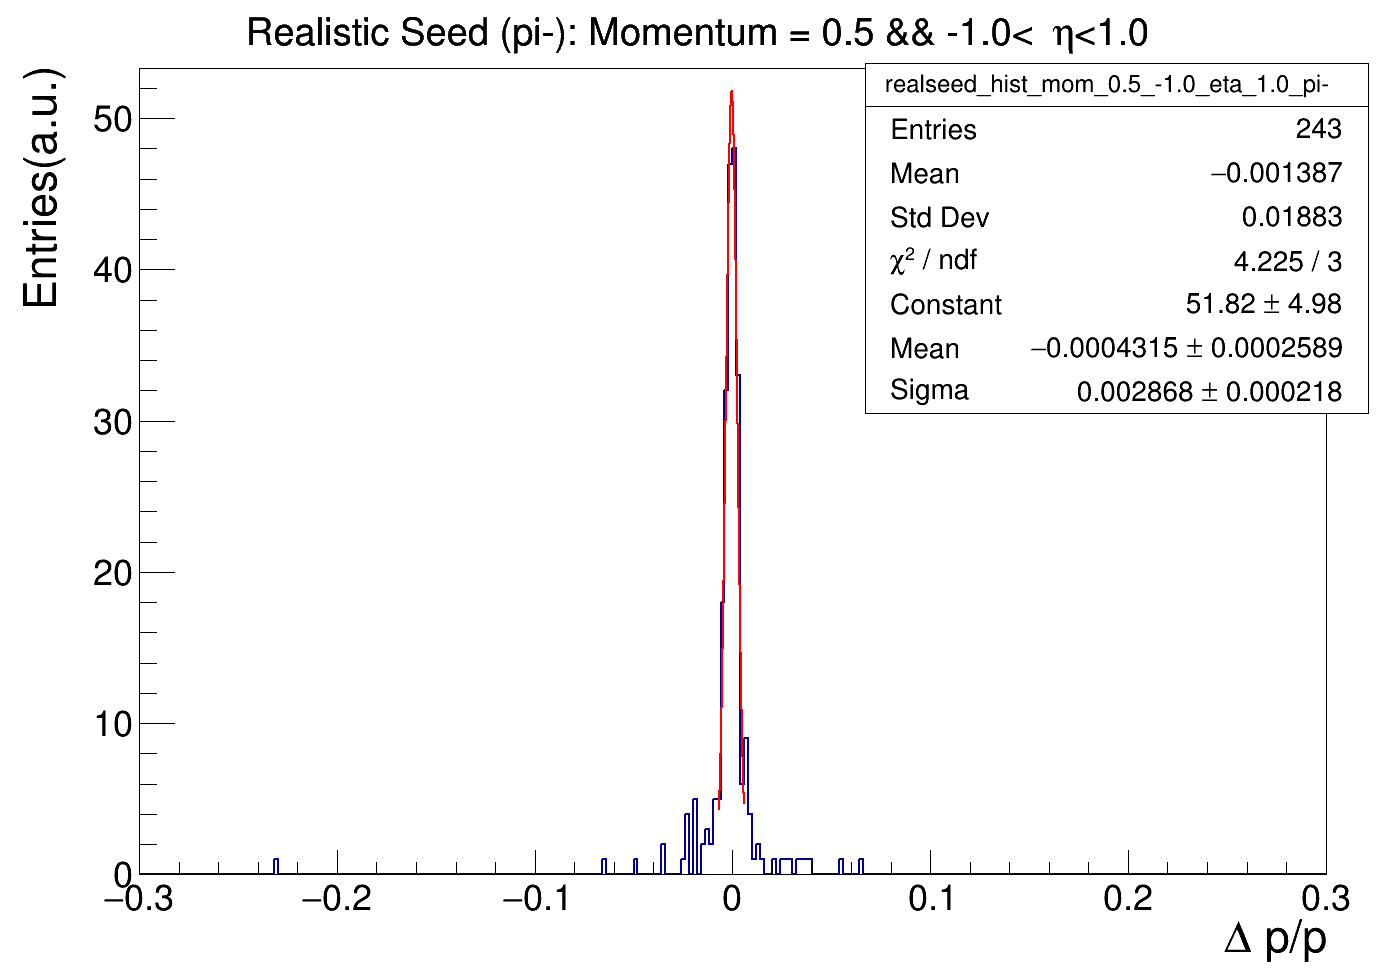 Realistic Seed (pi-): Momentum = 0.5 && -1.0< η<1.0
realseed_hist_mom_0.5_-1.0_eta_1.0_pi-
Entries 243
Mean −0.001387
Std Dev 0.01883
χ² / ndf 4.225 / 3
Constant 51.82 ± 4.98
Mean −0.0004315 ± 0.0002589
Sigma 0.002868 ± 0.000218
Entries(a.u.)
50
40
30
20
10
0
−0.3 −0.2 −0.1 0 0.1 0.2 0.3
Δ p/p